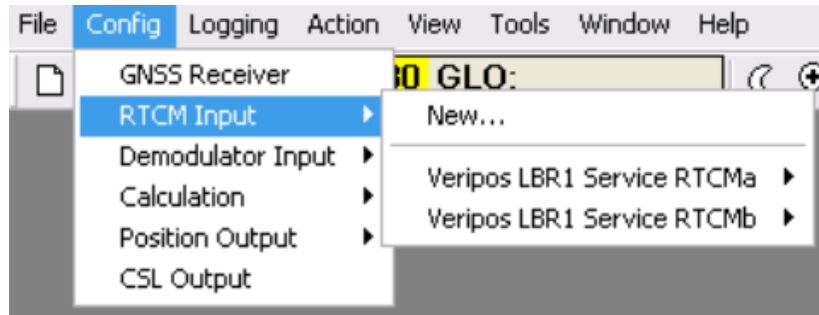 File Config Logging Action View Tools Window Help
GNSS Receiver
GLO:
RTCM Input
New...
Demodulator Input
Veripos LBR1 Service RTCMa
Calculation
Veripos LBR1 Service RTCMb
Position Output
CSL Output